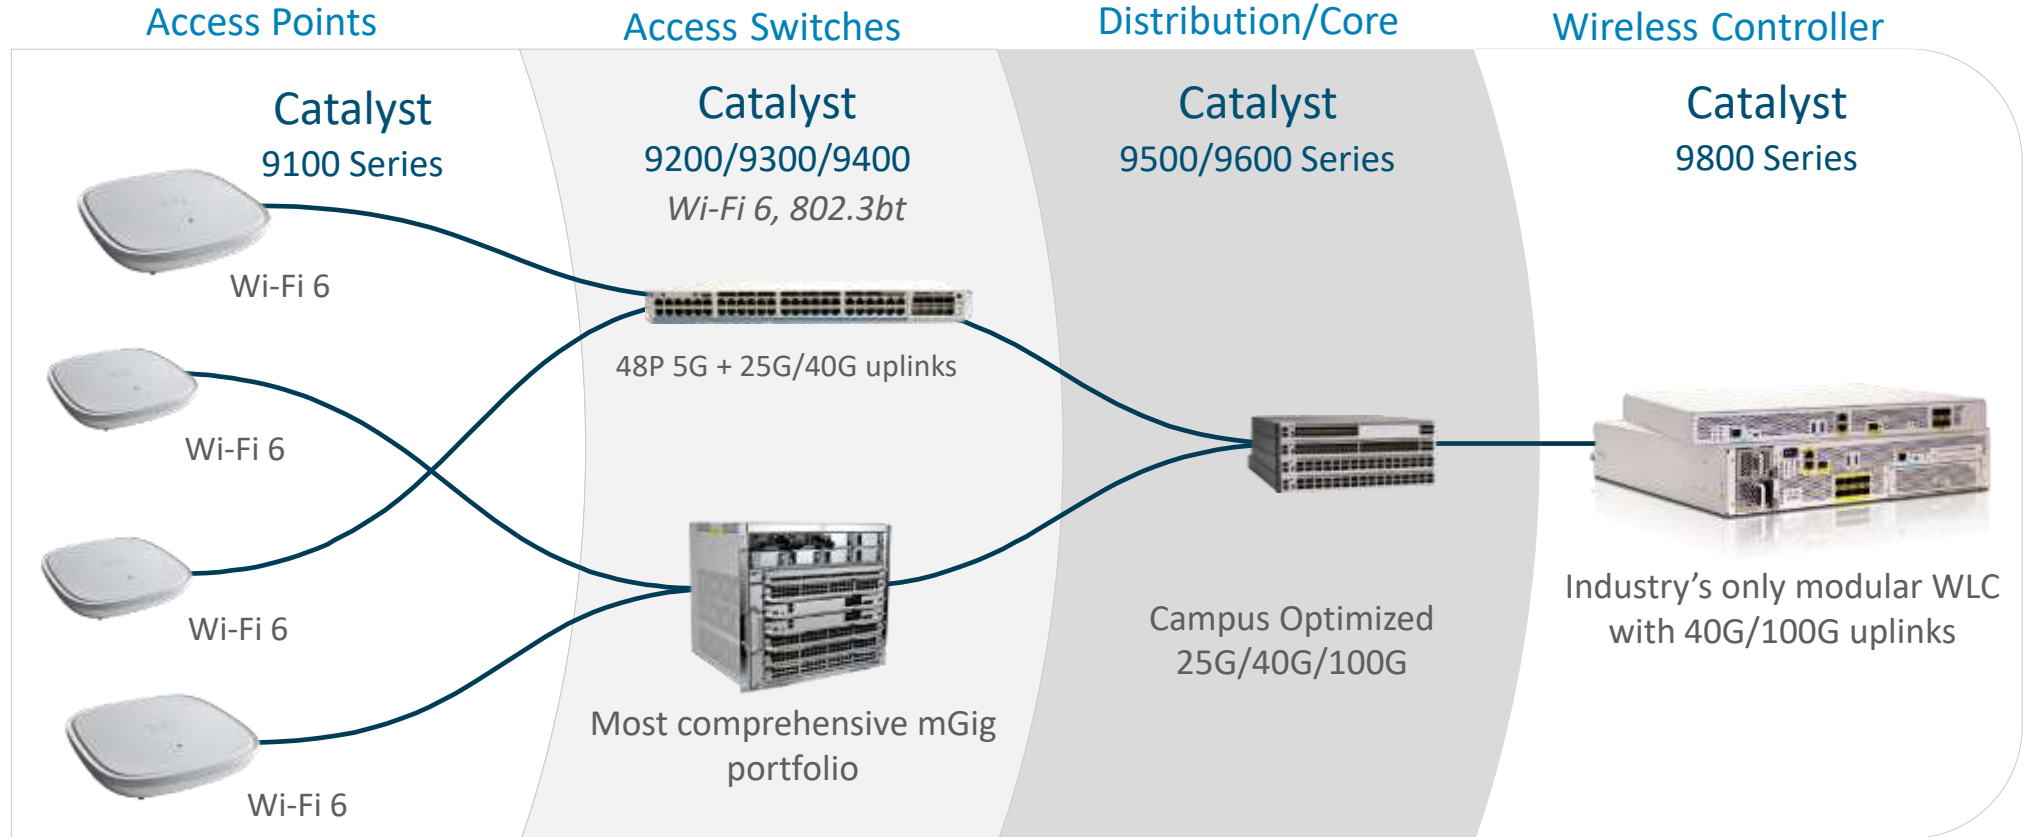 Access Points
Access Switches
Distribution/Core
Wireless Controller
Catalyst
9100 Series
Wi-Fi 6
Wi-Fi 6
Wi-Fi 6
Wi-Fi 6
Catalyst
9200/9300/9400
Wi-Fi 6, 802.3bt
48P 5G + 25G/40G uplinks
Most comprehensive mGig
portfolio
Catalyst
9500/9600 Series
Campus Optimized
25G/40G/100G
Catalyst
9800 Series
Industry’s only modular WLC
with 40G/100G uplinks